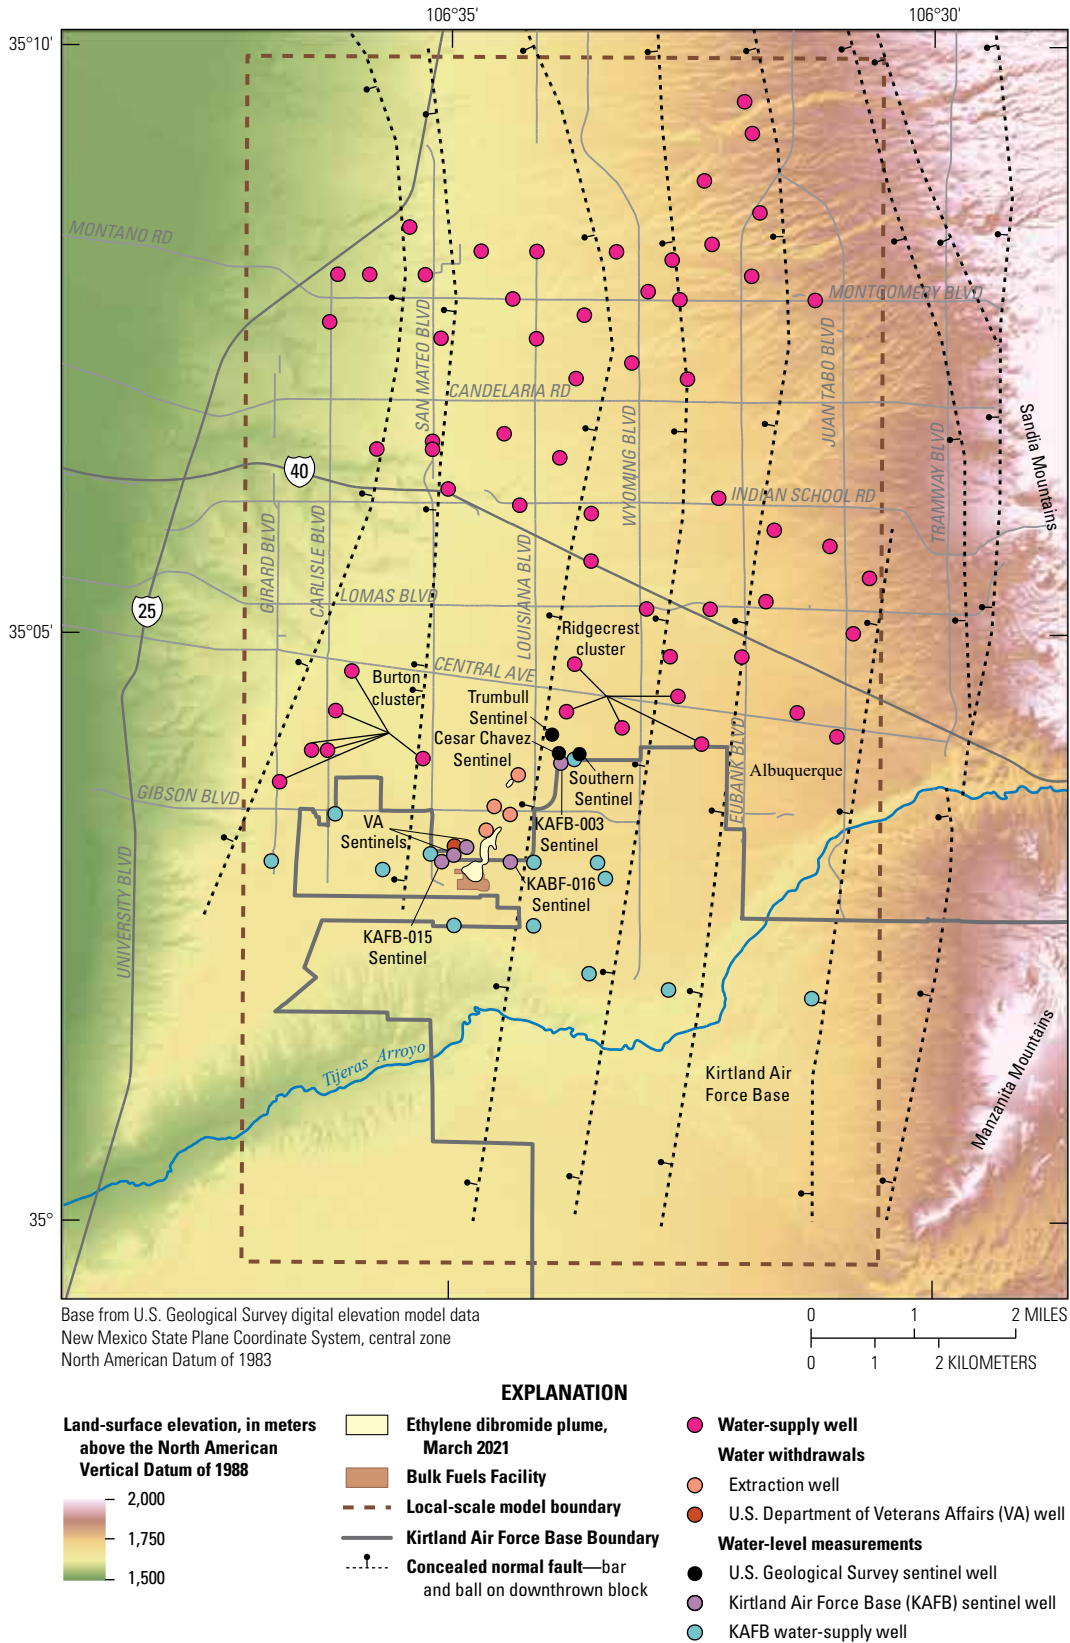 106°35'
106°30'
35°10'
MONTANO RD
MONTGOMERY BLVD
SAN MATEO BLVD
JUAN TABO BLVD
CANDELARIA RD
WYOMING BLVD
TRAMWAY BLVD
Sandia Mountains
40
INDIAN SCHOOL RD
GIRARD BLVD
CARLISLE BLVD
LOUISIANA BLVD
LOMAS BLVD
25
35°05'
Ridgecrest
cluster
CENTRAL AVE
Burton
cluster
Trumbull
Sentinel
Cesar Chavez
Sentinel
EUBANK BLVD
Albuquerque
Southern
Sentinel
GIBSON BLVD
VA
Sentinels
KAFB-003
Sentinel
UNIVERSITY BLVD
KABF-016
Sentinel
KAFB-015
Sentinel
Tijeras Arroyo
Kirtland Air
Force Base
Manzanita Mountains
35°
Base from U.S. Geological Survey digital elevation model data
New Mexico State Plane Coordinate System, central zone
North American Datum of 1983
0 1 2 MILES
0 1 2 KILOMETERS
EXPLANATION
Land-surface elevation, in meters
above the North American
Vertical Datum of 1988
2,000
1,750
1,500
Ethylene dibromide plume,
March 2021
Bulk Fuels Facility
Local-scale model boundary
Kirtland Air Force Base Boundary
Concealed normal fault—bar
and ball on downthrown block
Water-supply well
Water withdrawals
Extraction well
U.S. Department of Veterans Affairs (VA) well
Water-level measurements
U.S. Geological Survey sentinel well
Kirtland Air Force Base (KAFB) sentinel well
KAFB water-supply well